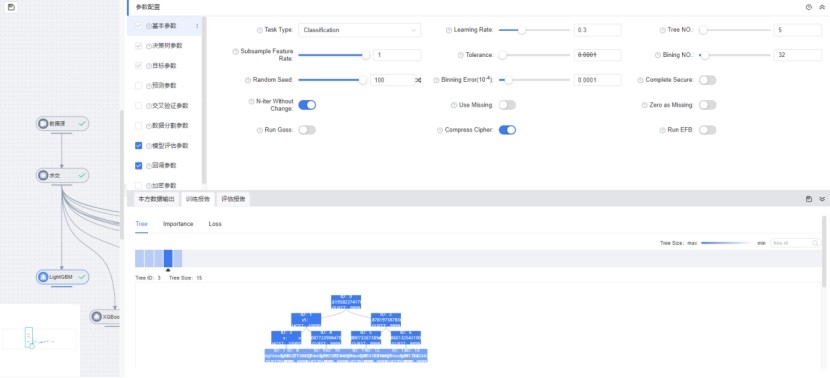 参数配置
基本参数
决策树参数
目标参数
预测参数
交叉验证参数
数据分割参数
模型评估参数
回调参数
加密参数
Task Type:
Classification
Learning Rate:
0.3
Tree NO.:
5
Subsample Feature Rate:
1
Tolerance:
0.0001
Bining NO.:
32
Random Seed:
100
Binning Error(10⁻⁴):
0.0001
Complete Secure:
N-iter Without Change:
Use Missing:
Zero as Missing:
Run Goss:
Compress Cipher:
Run EFB:
数据源
求交
LightGBM
XGBoo
本方数据输出
训练报告
评估报告
Tree
Importance
Loss
Tree Size:
max
min
tree id
Tree ID: 3
Tree Size: 15